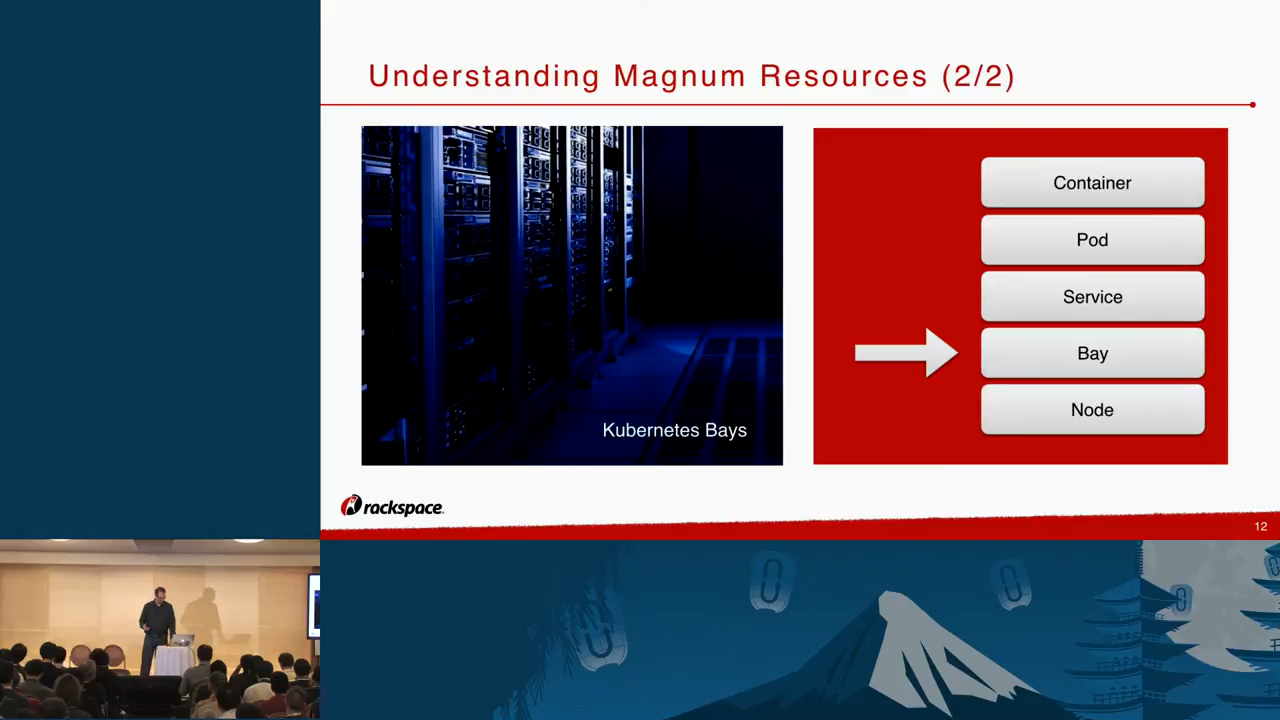 Understanding Magnum Resources (2/2)
Kubernetes Bays
Container
Pod
Service
Bay
Node
rackspace.
12